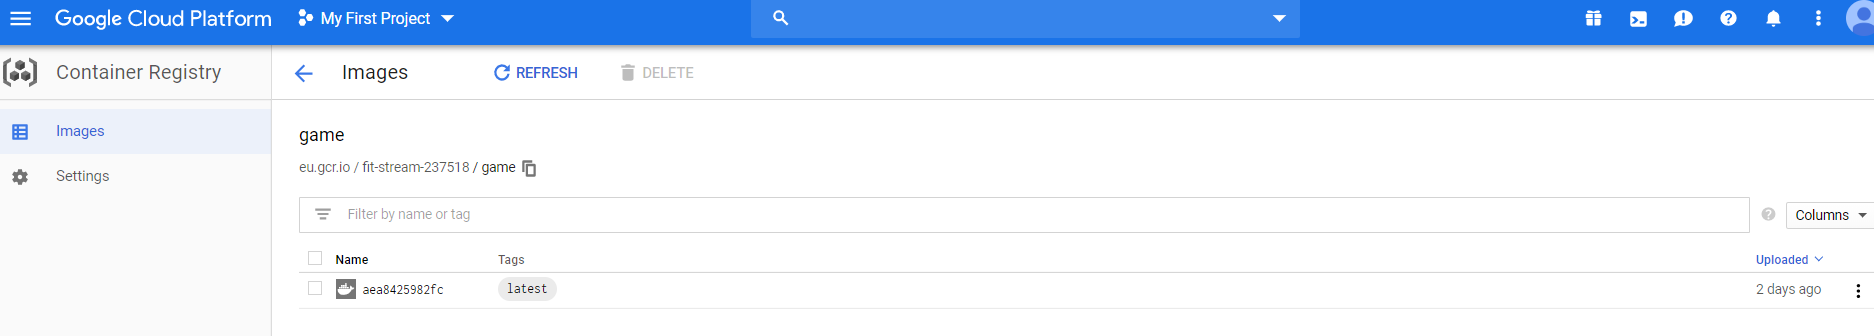 Google Cloud Platform My First Project
Container Registry
Images REFRESH DELETE
Images
Settings
game
eu.gcr.io / fit-stream-237518 / game
Filter by name or tag
Columns
Name Tags Uploaded
aea8425982fc latest 2 days ago